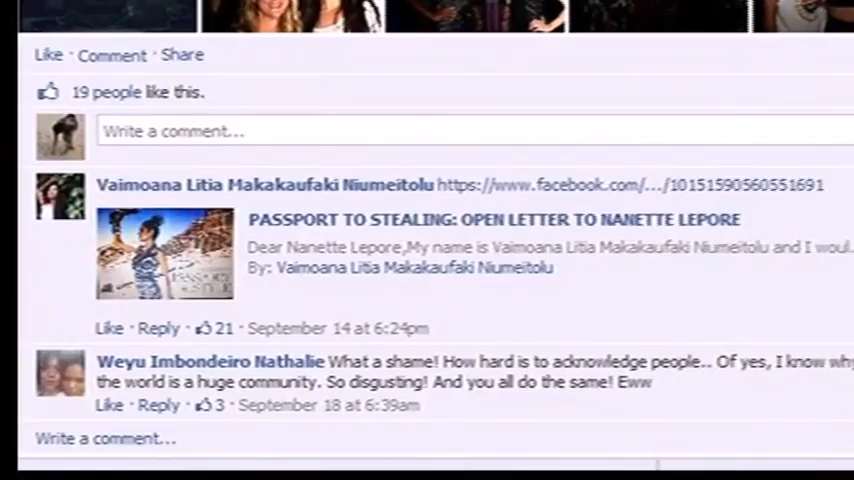 Like · Comment · Share
19 people like this.
Write a comment...
Vaimoana Litia Makakaufaki Niumeitolu https://www.facebook.com/.../10151590560551691
PASSPORT TO STEALING: OPEN LETTER TO NANETTE LEPORE
Dear Nanette Lepore,My name is Vaimoana Litia Makakaufaki Niumeitolu and I woul...
By: Vaimoana Litia Makakaufaki Niumeitolu
Like · Reply · 21 · September 14 at 6:24pm
Weyu Imbondeiro Nathalie What a shame! How hard is to acknowledge people.. Of yes, I know why
the world is a huge community. So disgusting! And you all do the same! Eww
Like · Reply · 3 · September 18 at 6:39am
Write a comment...